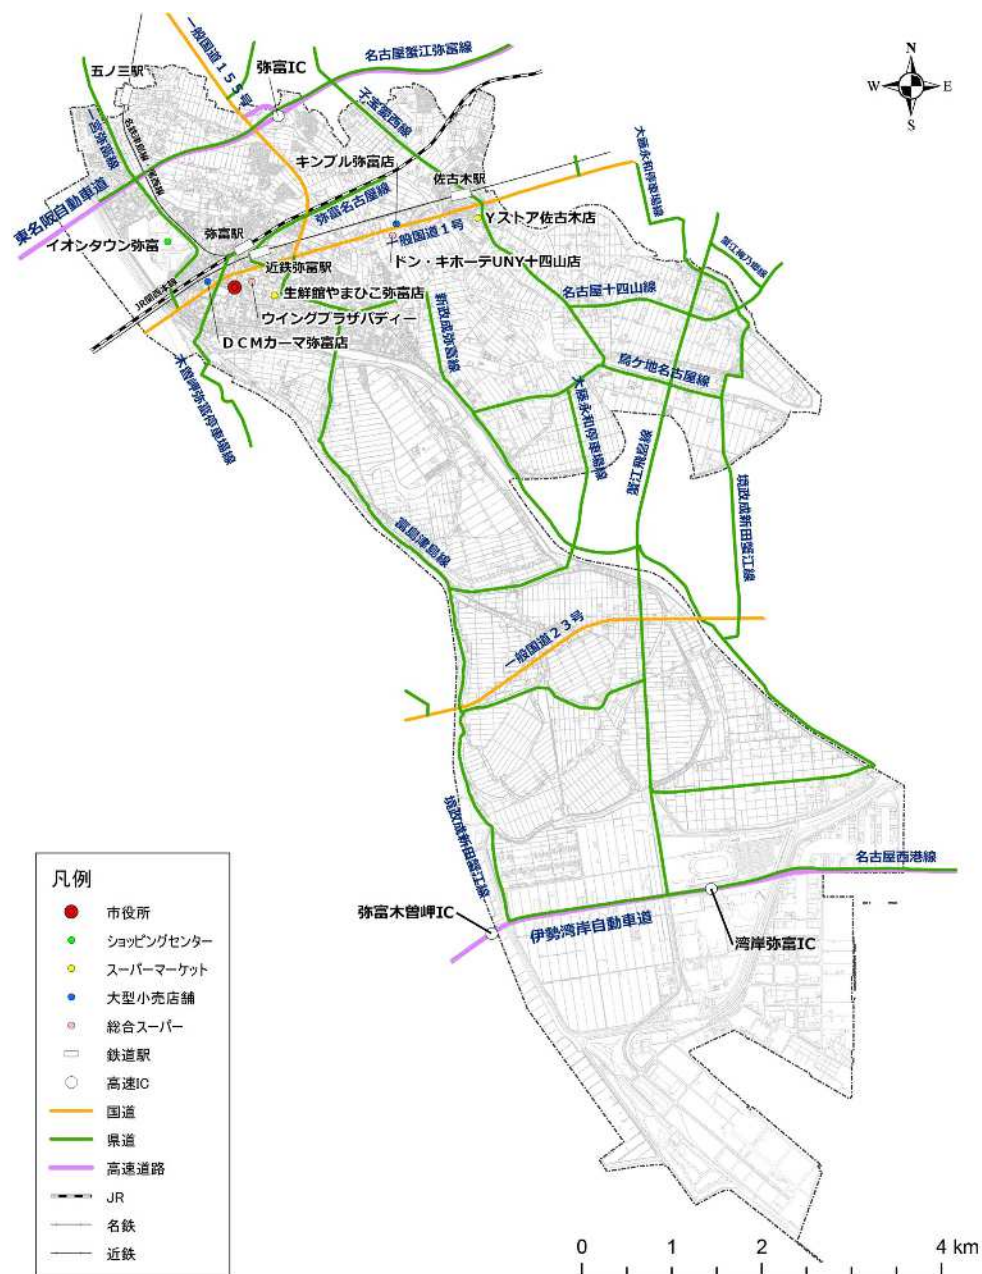 一般国道155号
名古屋蟹江弥富線
弥富IC
五ノ三駅
N
W
E
S
子宝愛西線
一宮弥富線
キンブル弥富店
大藤永和停車場線
佐古木駅
東名阪自動車道
弥富名古屋線
Yストア佐古木店
弥富駅
一般国道1号
イオンタウン弥富
ドン・キホーテUNY十四山店
近鉄弥富駅
JR関西本線
生鮮館やまひこ弥富店
名古屋十四山線
ウイングプラザパディー
DCMカーマ弥富店
新政成弥富線
鳥ケ地名古屋線
木曽岬弥富停車場線
大藤永和停車場線
蟹江飛島線
境政成新田蟹江線
富島津島線
一般国道23号
境政成新田蟹江線
名古屋西港線
弥富木曽岬IC
伊勢湾岸自動車道
湾岸弥富IC
凡例
市役所
ショッピングセンター
スーパーマーケット
大型小売店舗
総合スーパー
鉄道駅
高速IC
国道
県道
高速道路
JR
名鉄
近鉄
0 1 2 4 km